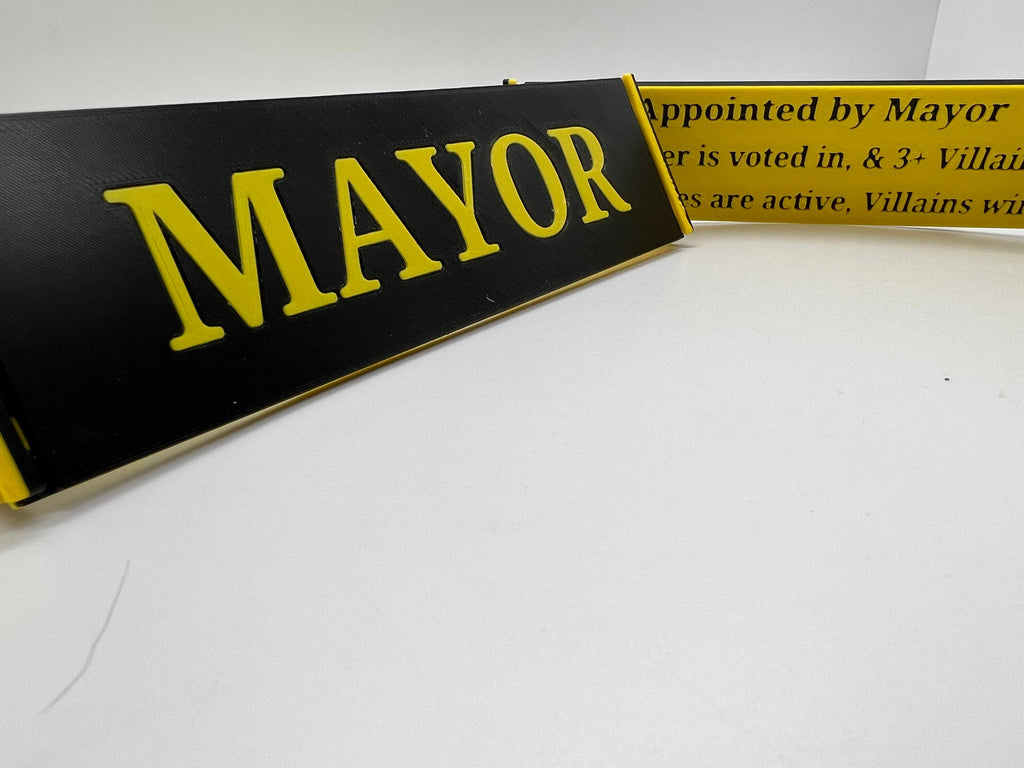 MAYOR
Appointed by Mayor
is voted in, & 3+
are active, Villains